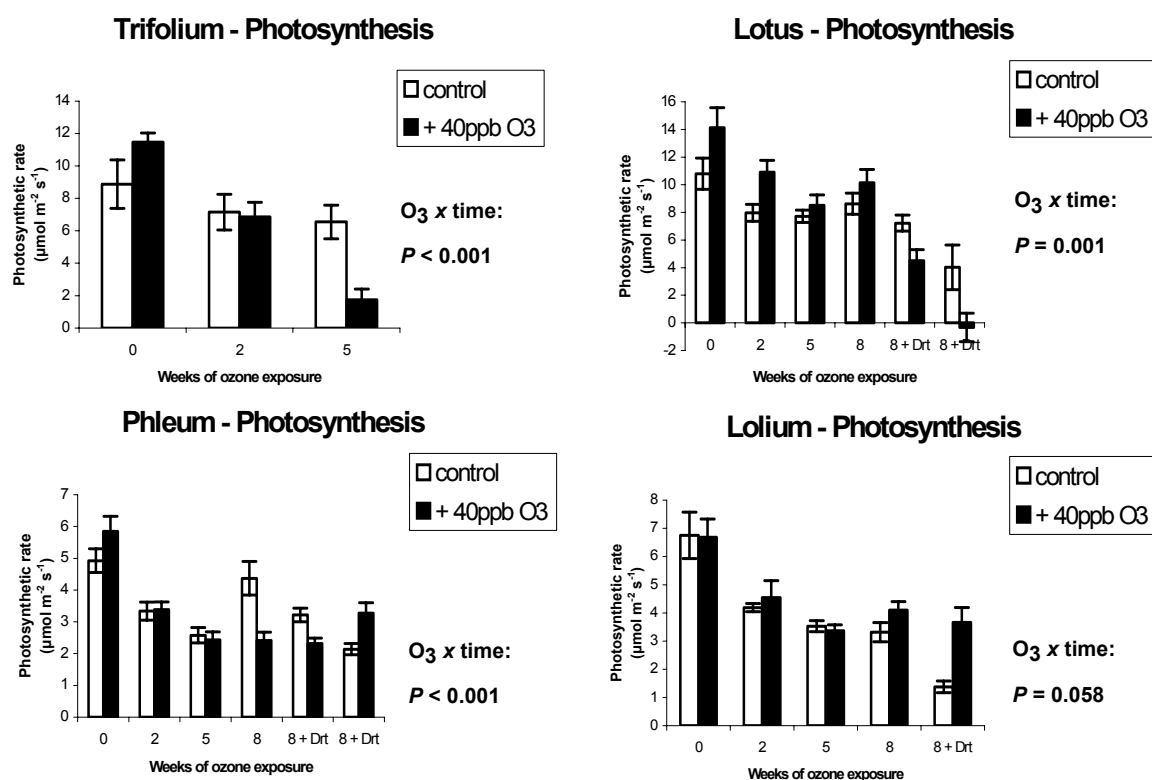 Trifolium - Photosynthesis
control
+ 40ppb O3
Photosynthetic rate
(µmol m⁻² s⁻¹)
14
12
10
8
6
4
2
0
0 2 5
Weeks of ozone exposure
O₃ x time:
P < 0.001
Lotus - Photosynthesis
control
+ 40ppb O3
Photosynthetic rate
(µmol m⁻² s⁻¹)
16
14
12
10
8
6
4
2
0
-2
0 2 5 8 8 + Drt 8 + Drt
Weeks of ozone exposure
O₃ x time:
P = 0.001
Phleum - Photosynthesis
control
+ 40ppb O3
Photosynthetic rate
(µmol m⁻² s⁻¹)
7
6
5
4
3
2
1
0
0 2 5 8 8 + Drt 8 + Drt
Weeks of ozone exposure
O₃ x time:
P < 0.001
Lolium - Photosynthesis
control
+ 40ppb O3
Photosynthetic rate
(µmol m⁻² s⁻¹)
8
7
6
5
4
3
2
1
0
0 2 5 8 8 + Drt
Weeks of ozone exposure
O₃ x time:
P = 0.058